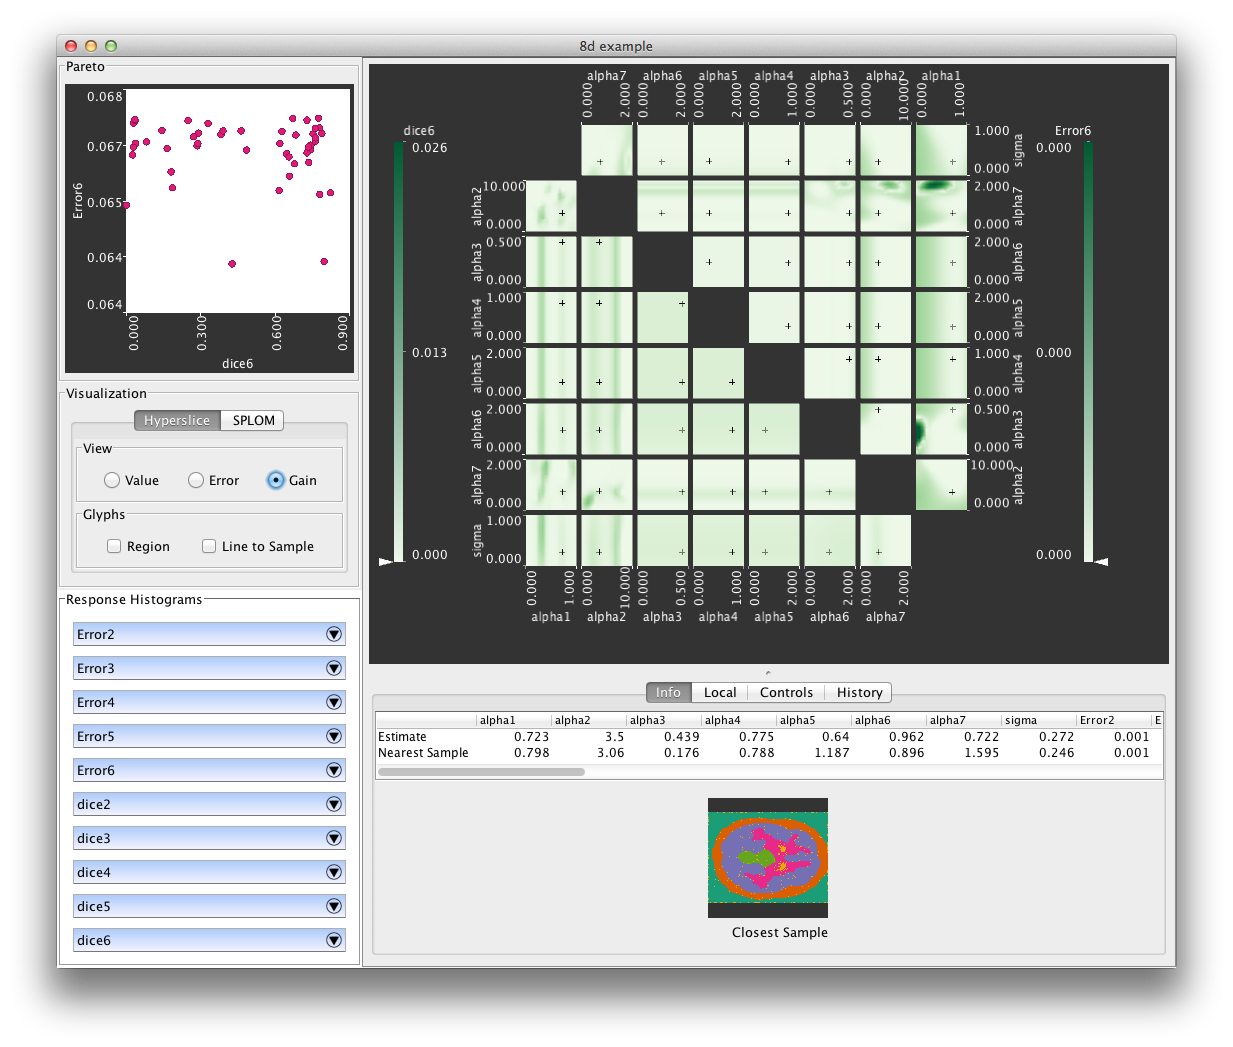 8d example
Pareto
0.068
0.067
0.065
0.064
0.064
Error6
0.000
0.300
0.600
0.900
dice6
Visualization
Hyperslice
SPLOM
View
Value
Error
Gain
Glyphs
Region
Line to Sample
Response Histograms
Error2
Error3
Error4
Error5
Error6
dice2
dice3
dice4
dice5
dice6
alpha7 alpha6 alpha5 alpha4 alpha3 alpha2 alpha1
0.000 2.000 0.000 2.000 0.000 2.000 0.000 1.000 0.000 0.500 0.000 10.000 0.000 1.000
dice6
0.026
0.013
0.000
Error6
0.000
0.000
0.000
1.000
0.000
sigma
10.000
0.000
alpha2
2.000
0.000
alpha7
0.500
0.000
alpha3
2.000
0.000
alpha6
1.000
0.000
alpha4
2.000
0.000
alpha5
2.000
0.000
alpha5
1.000
0.000
alpha4
2.000
0.000
alpha6
0.500
0.000
alpha3
2.000
0.000
alpha7
10.000
0.000
alpha2
1.000
0.000
sigma
0.000 1.000 0.000 10.000 0.000 0.500 0.000 1.000 0.000 2.000 0.000 2.000 0.000 2.000
alpha1 alpha2 alpha3 alpha4 alpha5 alpha6 alpha7
Info Local Controls History
alpha1 alpha2 alpha3 alpha4 alpha5 alpha6 alpha7 sigma Error2 E
Estimate 0.723 3.5 0.439 0.775 0.64 0.962 0.722 0.272 0.001
Nearest Sample 0.798 3.06 0.176 0.788 1.187 0.896 1.595 0.246 0.001
Closest Sample